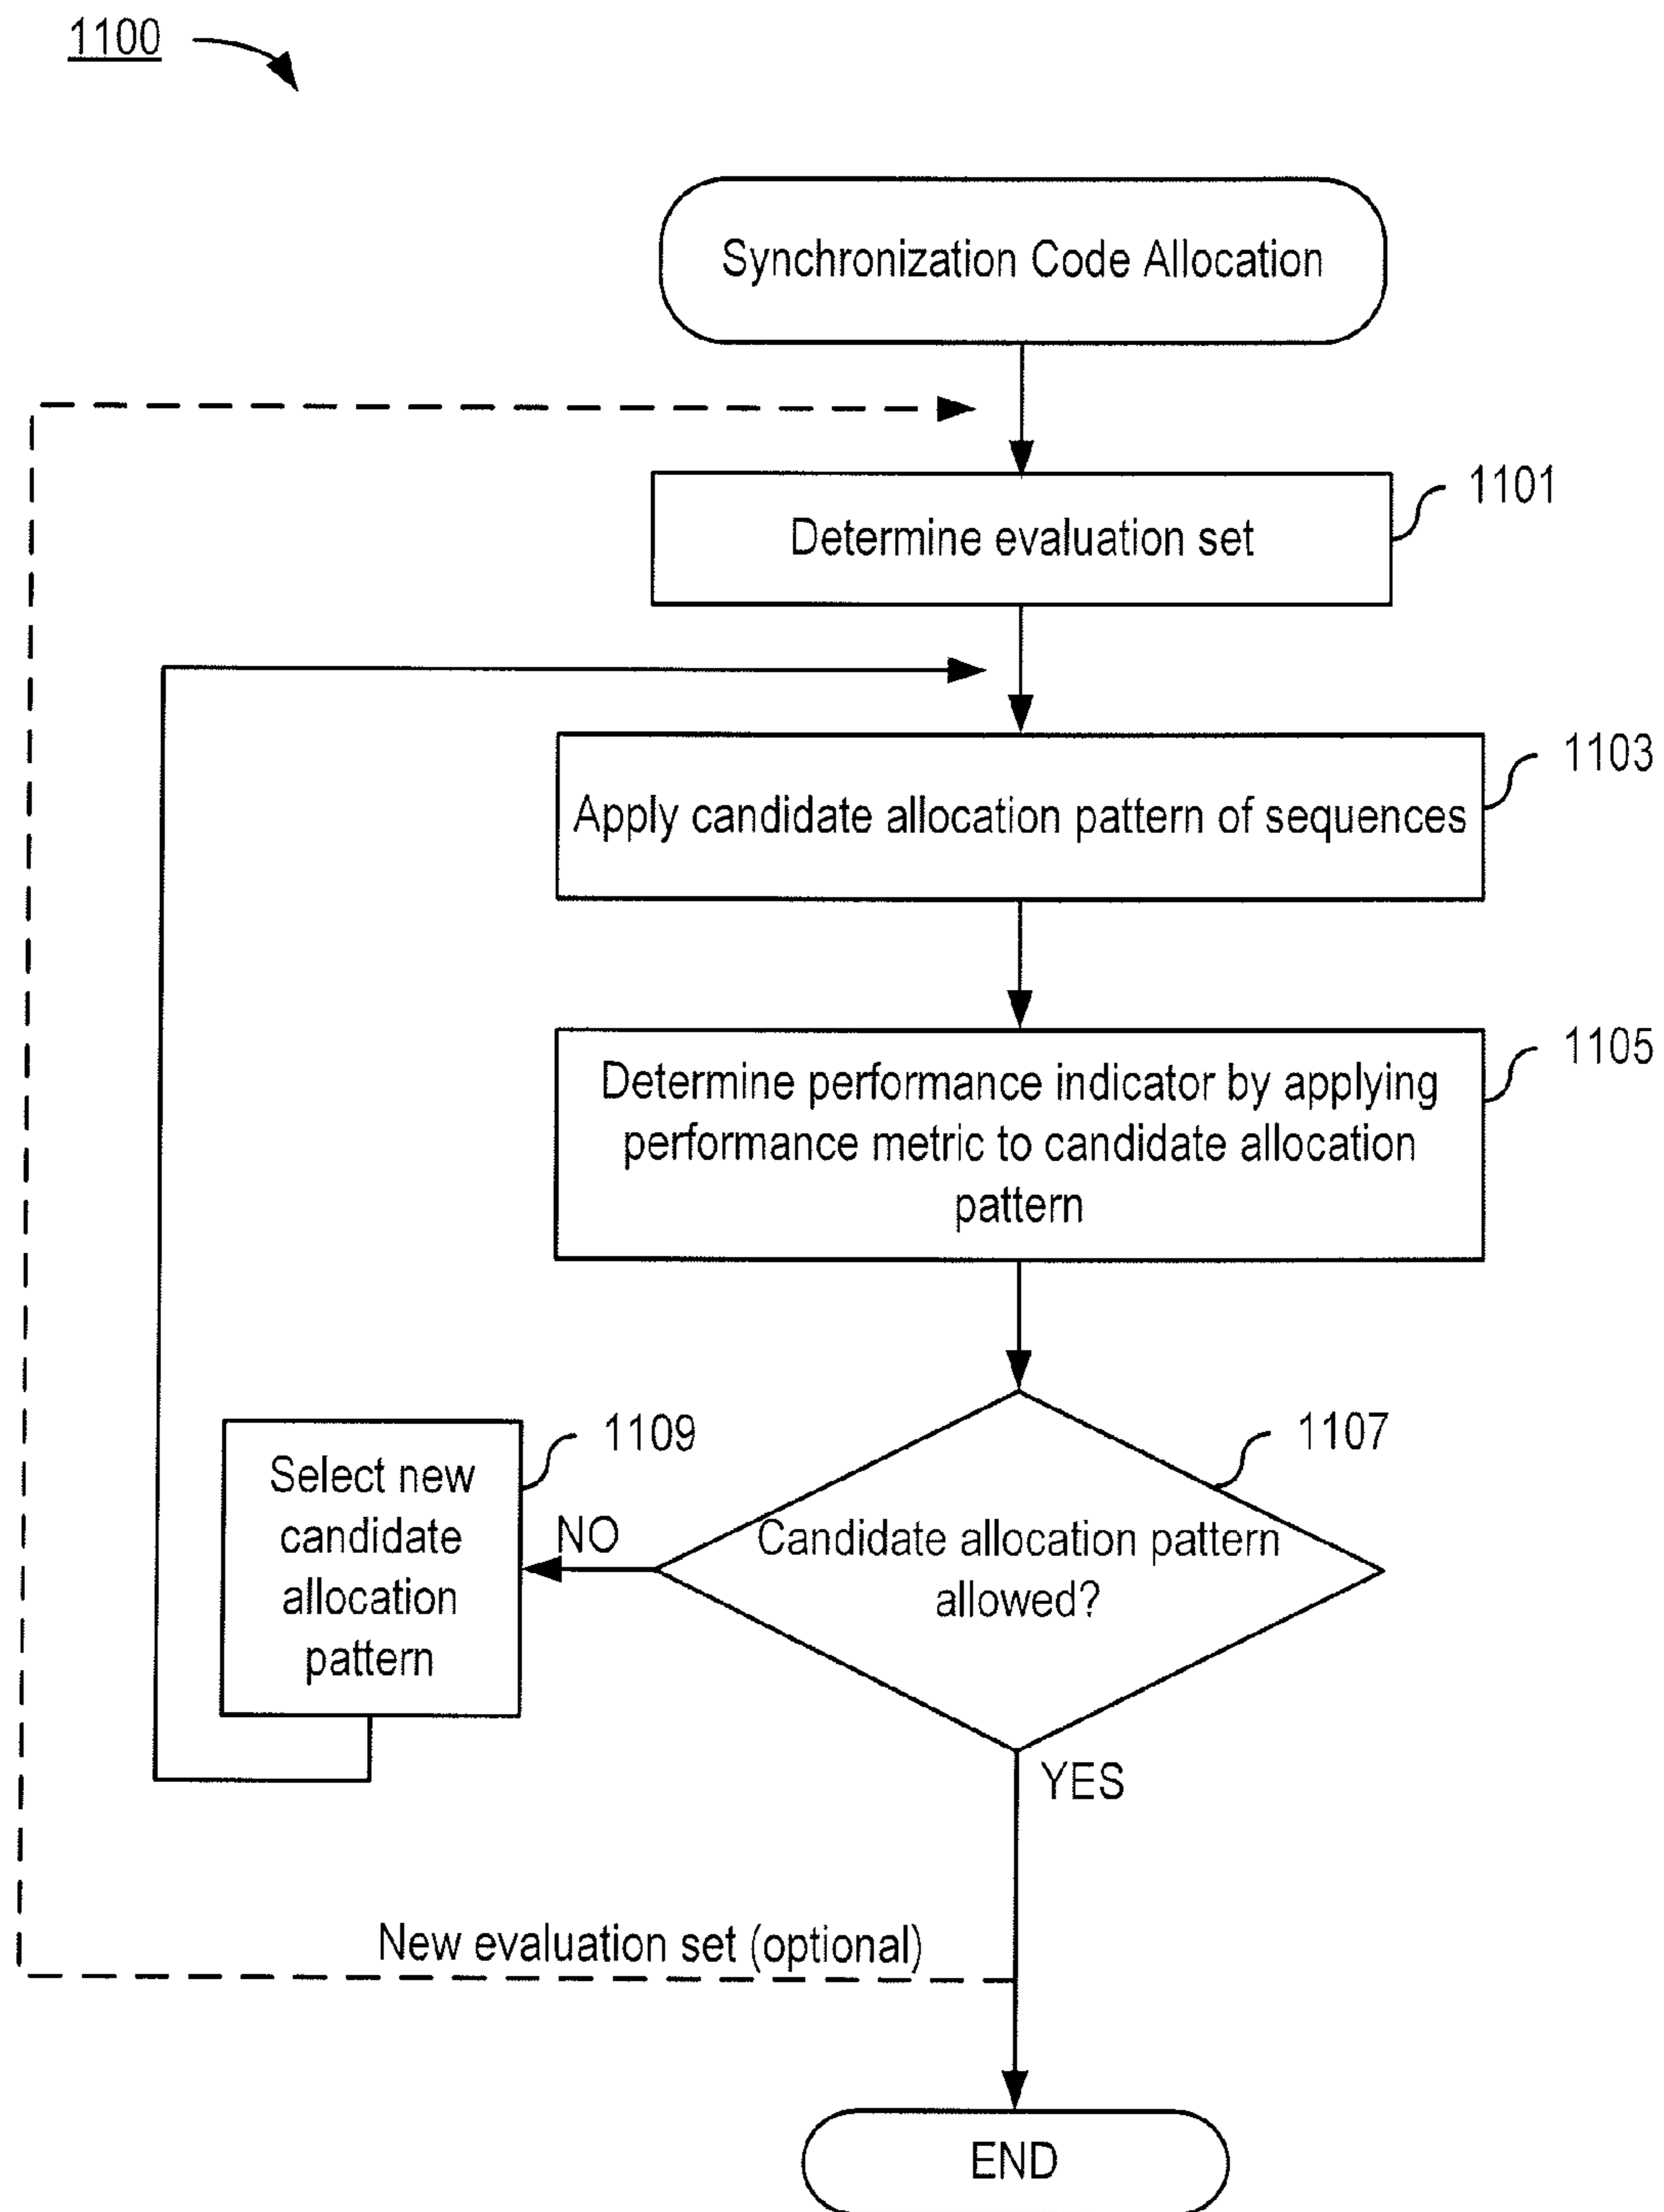 1100
Synchronization Code Allocation
1101
Determine evaluation set
1103
Apply candidate allocation pattern of sequences
1105
Determine performance indicator by applying
performance metric to candidate allocation
pattern
1107
Candidate allocation pattern
allowed?
NO
1109
Select new
candidate
allocation
pattern
YES
New evaluation set (optional)
END